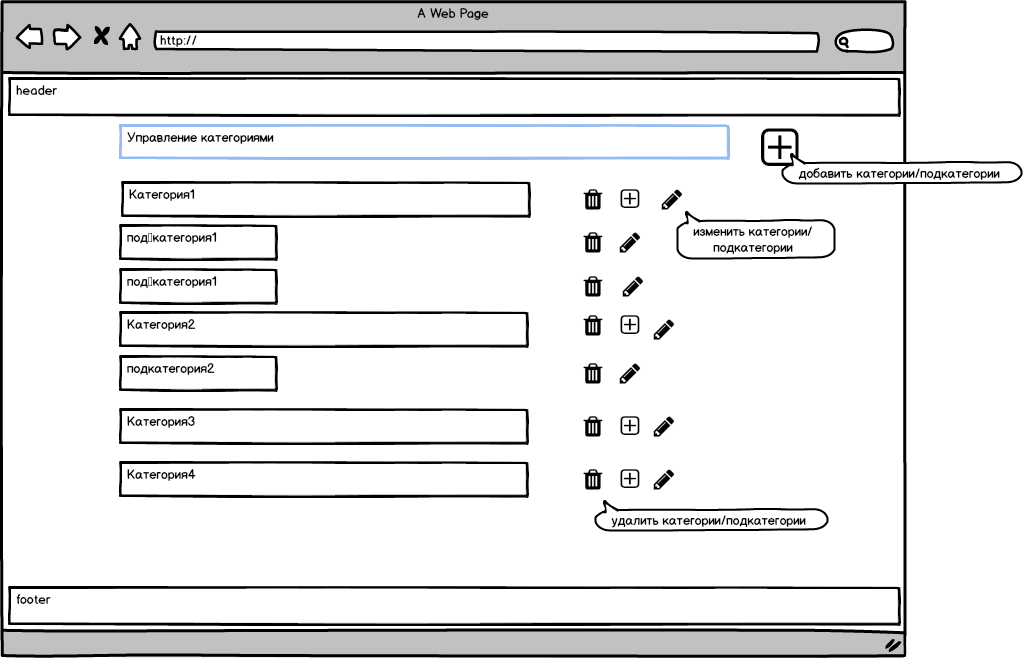 A Web Page
http://
header
Управление категориями
добавить категории/подкатегории
Категория1
изменить категории/
подкатегории
под▯категория1
под▯категория1
Категория2
подкатегория2
Категория3
Категория4
удалить категории/подкатегории
footer